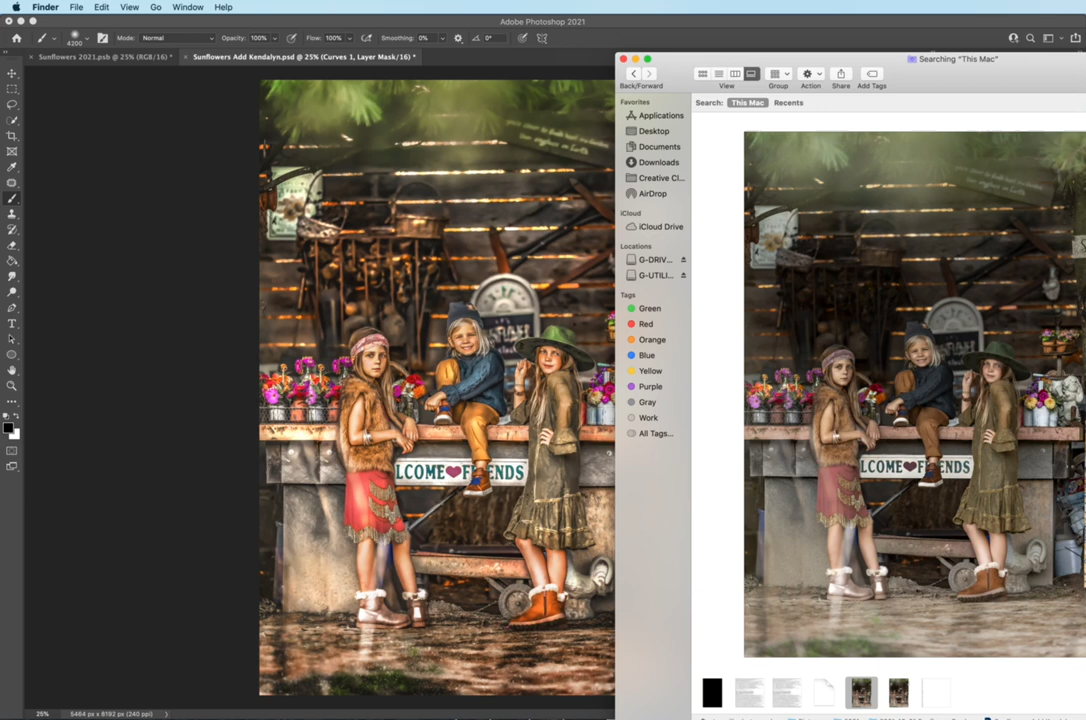 Finder File Edit View Go Window Help
Adobe Photoshop 2021
4200 Mode: Normal Opacity: 100% Flow: 100% Smoothing: 0% 0°
Sunflowers 2021.psb @ 25% (RGB/16) * Sunflowers Add Kendalyn.psd @ 25% (Curves 1, Layer Mask/16) *
Searching "This Mac"
Back/Forward View Group Action Share Add Tags
Search: This Mac Recents
Favorites
Applications
Desktop
Documents
Downloads
Creative Cl...
AirDrop
iCloud
iCloud Drive
Locations
G-DRIV...
G-UTILI...
Tags
Green
Red
Orange
Blue
Yellow
Purple
Gray
Work
All Tags...
LCOME FRIENDS
LCOME FRIENDS
25% 5464 px x 8192 px (240 ppi)